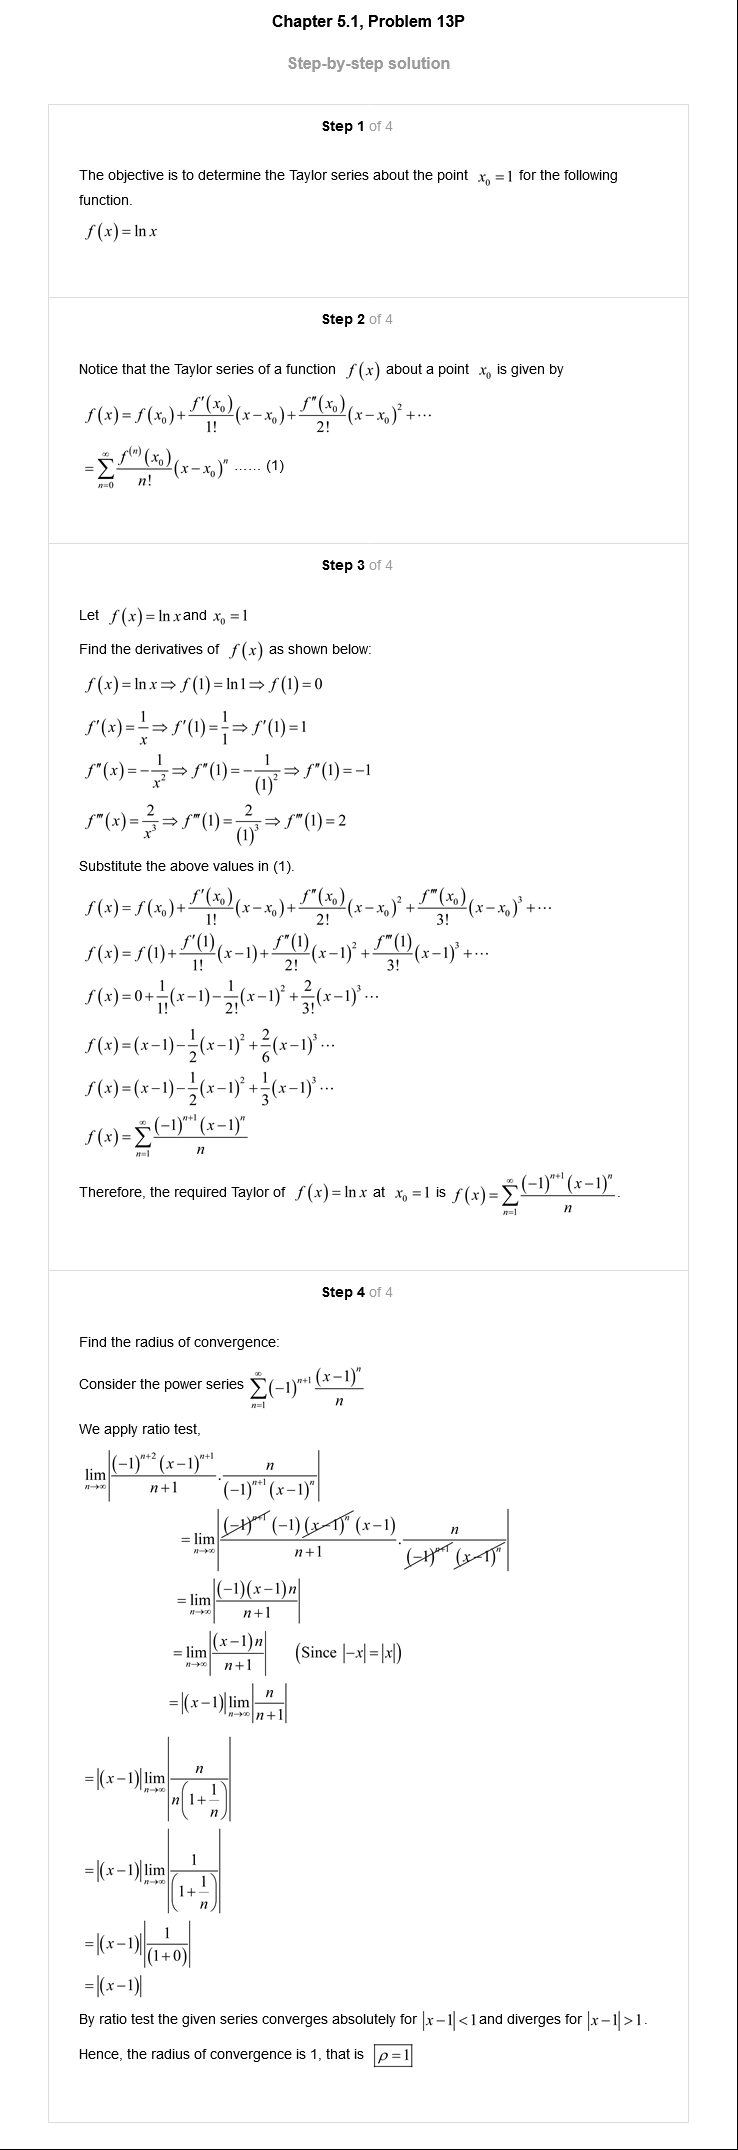 Chapter 5.1, Problem 13P
Step-by-step solution
Step 1 of 4
The objective is to determine the Taylor series about the point $x_0 = 1$ for the following
function.
$f(x) = \ln x$
Step 2 of 4
Notice that the Taylor series of a function $f(x)$ about a point $x_0$ is given by
$f(x) = f(x_0) + \frac{f'(x_0)}{1!}(x-x_0) + \frac{f''(x_0)}{2!}(x-x_0)^2 + \cdots$
$= \sum_{n=0}^{\infty} \frac{f^{(n)}(x_0)}{n!}(x-x_0)^n$ ...... (1)
Step 3 of 4
Let $f(x) = \ln x$ and $x_0 = 1$
Find the derivatives of $f(x)$ as shown below:
$f(x) = \ln x \Rightarrow f(1) = \ln 1 \Rightarrow f(1) = 0$
$f'(x) = \frac{1}{x} \Rightarrow f'(1) = \frac{1}{1} \Rightarrow f'(1) = 1$
$f''(x) = -\frac{1}{x^2} \Rightarrow f''(1) = -\frac{1}{(1)^2} \Rightarrow f''(1) = -1$
$f'''(x) = \frac{2}{x^3} \Rightarrow f'''(1) = \frac{2}{(1)^3} \Rightarrow f'''(1) = 2$
Substitute the above values in (1).
$f(x) = f(x_0) + \frac{f'(x_0)}{1!}(x-x_0) + \frac{f''(x_0)}{2!}(x-x_0)^2 + \frac{f'''(x_0)}{3!}(x-x_0)^3 + \cdots$
$f(x) = f(1) + \frac{f'(1)}{1!}(x-1) + \frac{f''(1)}{2!}(x-1)^2 + \frac{f'''(1)}{3!}(x-1)^3 + \cdots$
$f(x) = 0 + \frac{1}{1!}(x-1) - \frac{1}{2!}(x-1)^2 + \frac{2}{3!}(x-1)^3 \cdots$
$f(x) = (x-1) - \frac{1}{2}(x-1)^2 + \frac{2}{6}(x-1)^3 \cdots$
$f(x) = (x-1) - \frac{1}{2}(x-1)^2 + \frac{1}{3}(x-1)^3 \cdots$
$f(x) = \sum_{n=1}^{\infty} \frac{(-1)^{n+1}(x-1)^n}{n}$
Therefore, the required Taylor of $f(x) = \ln x$ at $x_0 = 1$ is $f(x) = \sum_{n=1}^{\infty} \frac{(-1)^{n+1}(x-1)^n}{n}$.
Step 4 of 4
Find the radius of convergence:
Consider the power series $\sum_{n=1}^{\infty} (-1)^{n+1} \frac{(x-1)^n}{n}$
We apply ratio test,
$\lim_{n\to\infty} \left| \frac{(-1)^{n+2}(x-1)^{n+1}}{n+1} \cdot \frac{n}{(-1)^{n+1}(x-1)^n} \right|$
$= \lim_{n\to\infty} \left| \frac{\cancel{(-1)^{n+1}}(-1)\cancel{(x-1)^n}(x-1)}{n+1} \cdot \frac{n}{\cancel{(-1)^{n+1}}\cancel{(x-1)^n}} \right|$
$= \lim_{n\to\infty} \left| \frac{(-1)(x-1)n}{n+1} \right|$
$= \lim_{n\to\infty} \left| \frac{(x-1)n}{n+1} \right|$ (Since $|-x| = |x|$)
$= |(x-1)| \lim_{n\to\infty} \left| \frac{n}{n+1} \right|$
$= |(x-1)| \lim_{n\to\infty} \left| \frac{n}{n\left(1+\frac{1}{n}\right)} \right|$
$= |(x-1)| \lim_{n\to\infty} \left| \frac{1}{\left(1+\frac{1}{n}\right)} \right|$
$= |(x-1)| \left| \frac{1}{(1+0)} \right|$
$= |(x-1)|$
By ratio test the given series converges absolutely for $|x-1| < 1$ and diverges for $|x-1| > 1$.
Hence, the radius of convergence is 1, that is $\boxed{\rho = 1}$